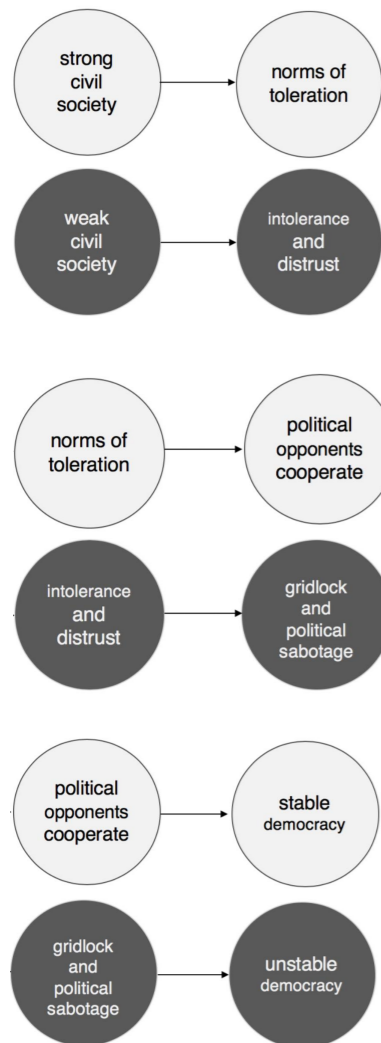 strong
civil
society
norms of
toleration
weak
civil
society
intolerance
and
distrust
norms of
toleration
political
opponents
cooperate
intolerance
and
distrust
gridlock
and
political
sabotage
political
opponents
cooperate
stable
democracy
gridlock
and
political
sabotage
unstable
democracy